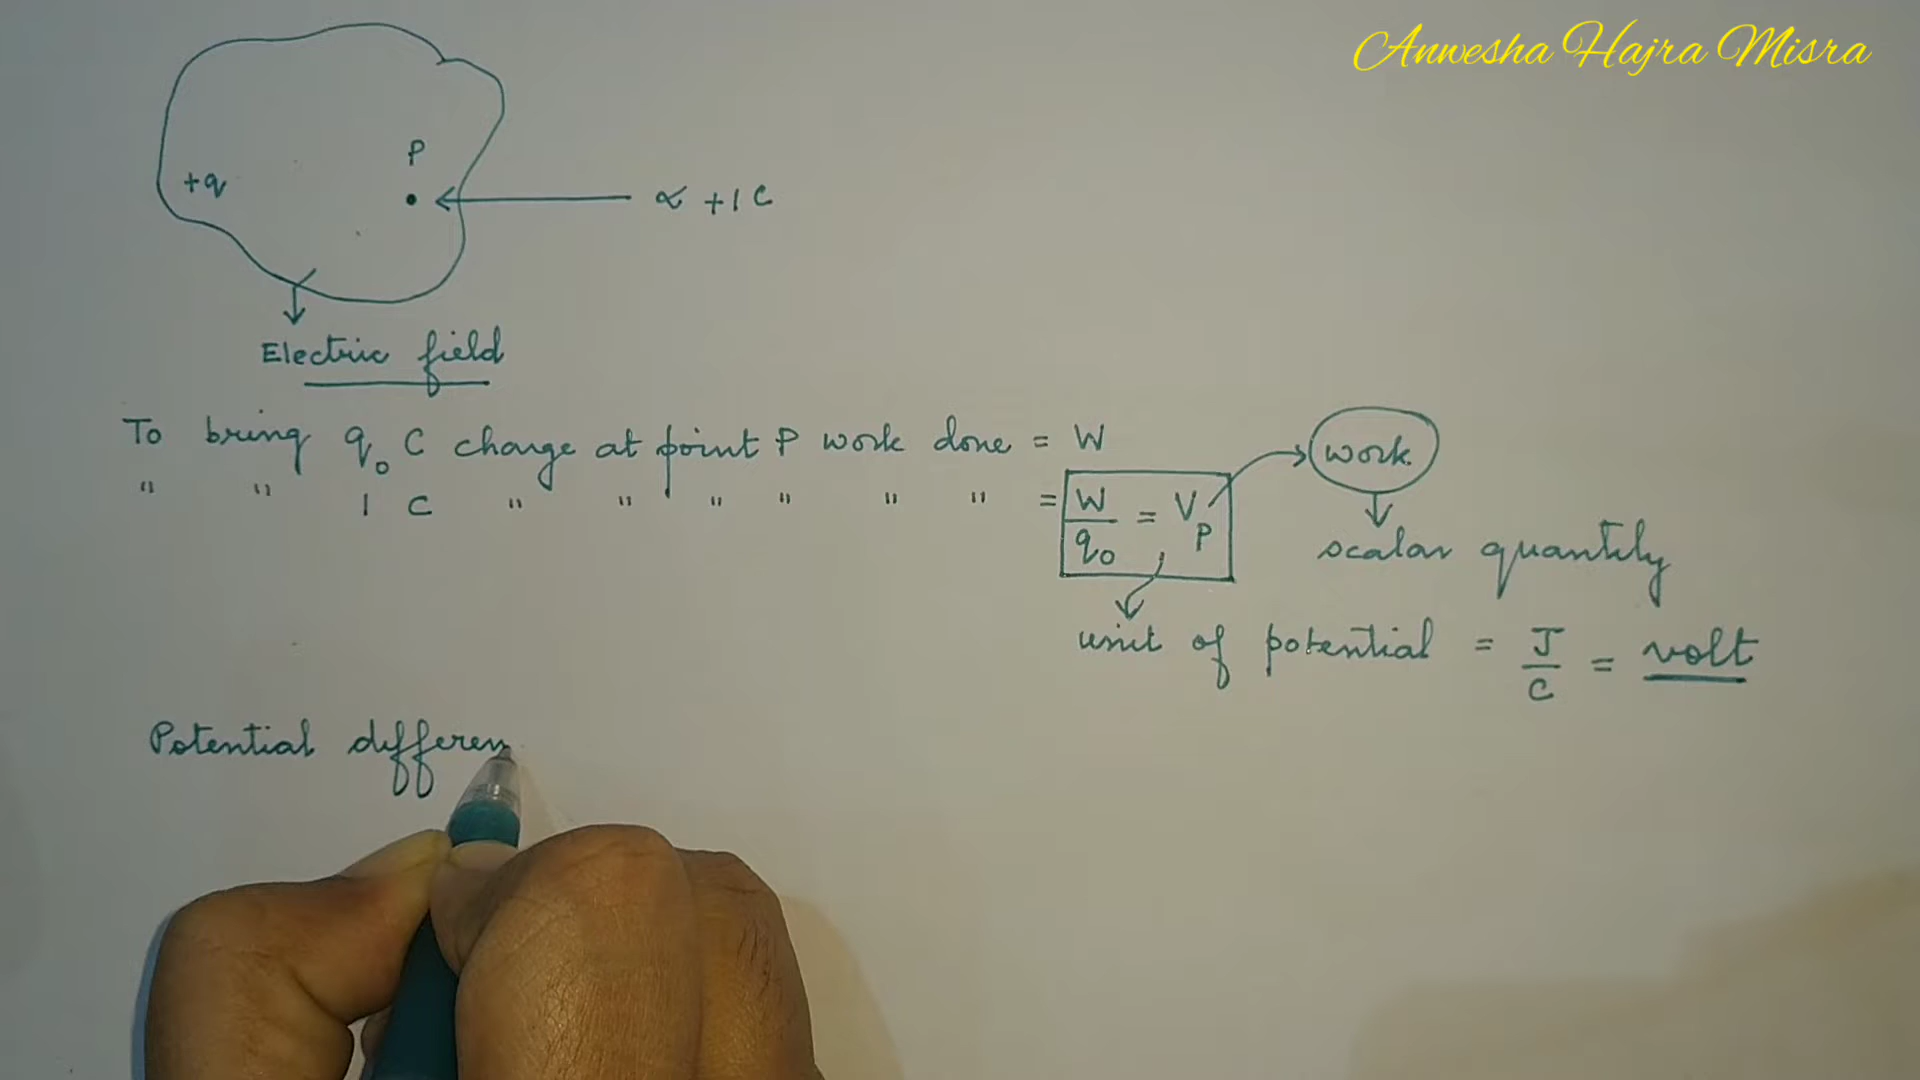 Anwesha Hajra Misra
P
+q
∝ +1 C
Electric field
To bring q₀ C charge at point P work done = W
" " 1 C " " " " " " = W/q₀ = V_P
work
scalar quantity
unit of potential = J/C = volt
Potential differen